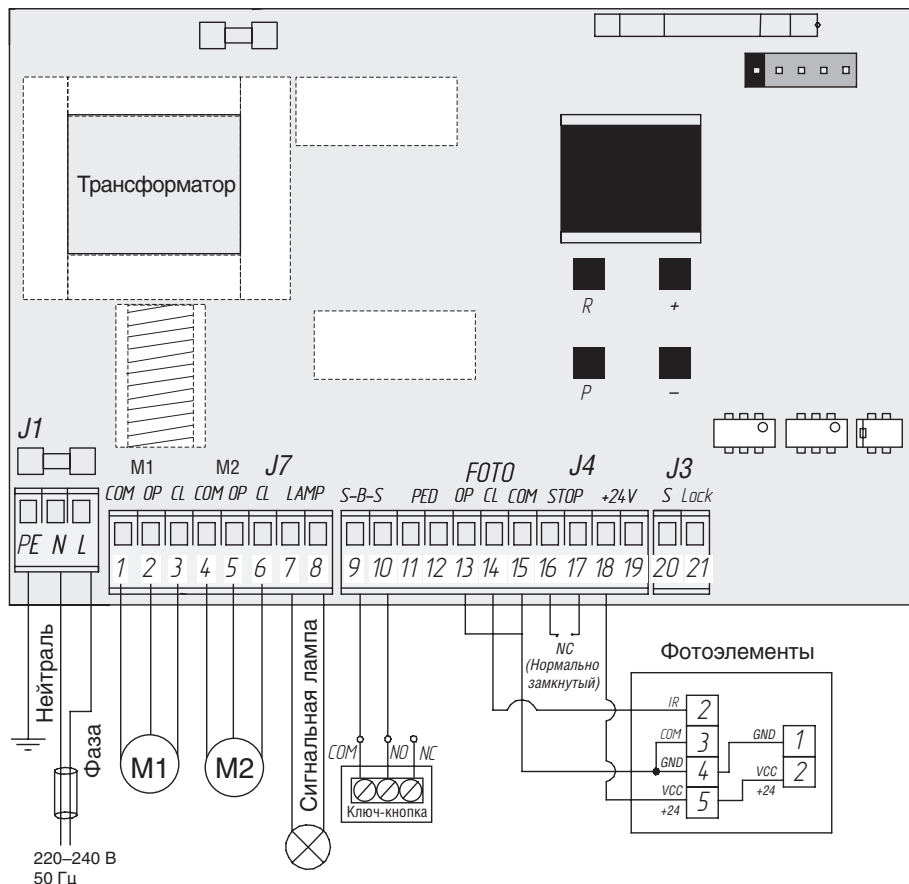 Трансформатор
R +
P –
J1
M1 M2 J7 FOTO J4 J3
COM OP CL COM OP CL LAMP S-B-S PED OP CL COM STOP +24V S Lock
PE N L
1 2 3 4 5 6 7 8 9 10 11 12 13 14 15 16 17 18 19 20 21
Нейтраль
Фаза
220–240 В
50 Гц
M1
M2
Сигнальная лампа
COM NO NC
Ключ-кнопка
NC
(Нормально
замкнутый)
Фотоэлементы
IR 2
COM 3 GND 1
GND 4 VCC 2
VCC 5 +24
+24